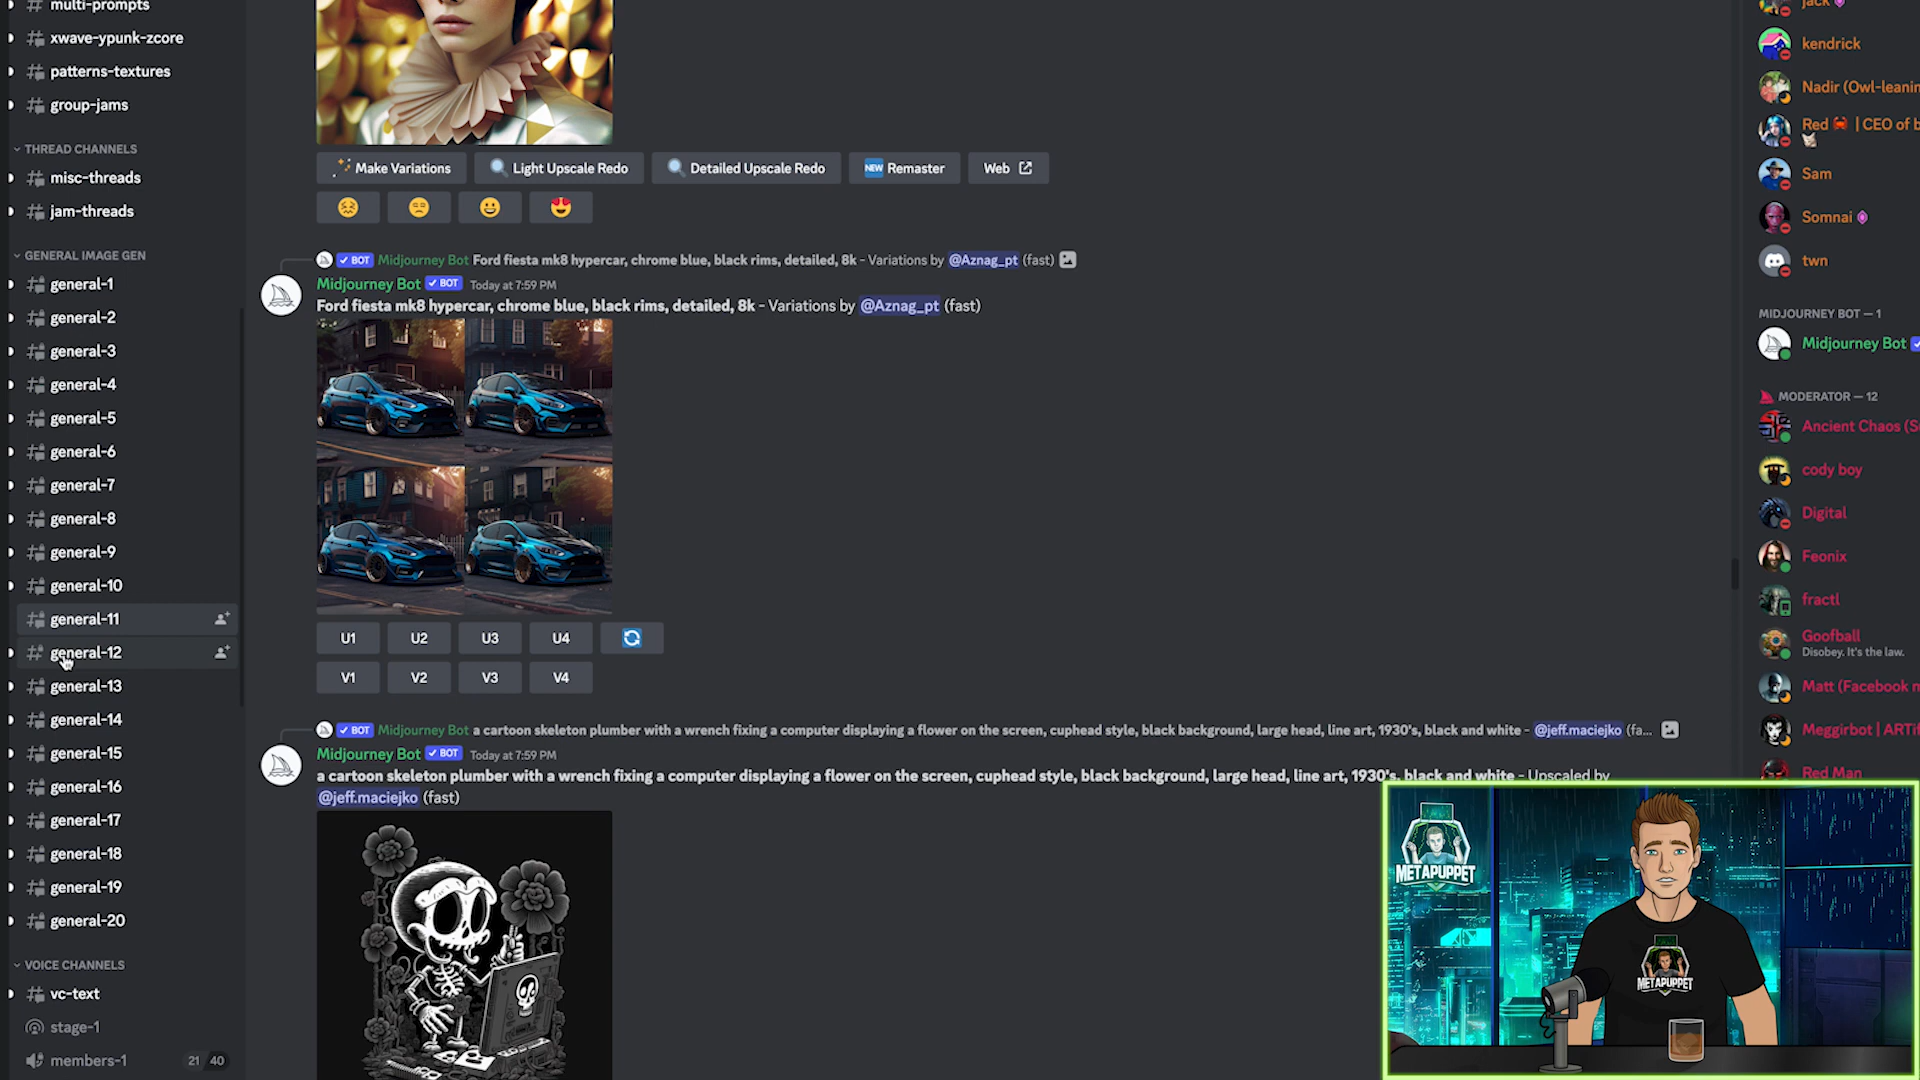 multi-prompts
xwave-ypunk-zcore
patterns-textures
group-jams
THREAD CHANNELS
misc-threads
jam-threads
GENERAL IMAGE GEN
general-1
general-2
general-3
general-4
general-5
general-6
general-7
general-8
general-9
general-10
general-11
general-12
general-13
general-14
general-15
general-16
general-17
general-18
general-19
general-20
VOICE CHANNELS
vc-text
stage-1
members-1 21 40
Make Variations Light Upscale Redo Detailed Upscale Redo NEW Remaster Web
BOT Midjourney Bot Ford fiesta mk8 hypercar, chrome blue, black rims, detailed, 8k - Variations by @Aznag_pt (fast)
Midjourney Bot BOT Today at 7:59 PM
Ford fiesta mk8 hypercar, chrome blue, black rims, detailed, 8k - Variations by @Aznag_pt (fast)
U1 U2 U3 U4
V1 V2 V3 V4
BOT Midjourney Bot a cartoon skeleton plumber with a wrench fixing a computer displaying a flower on the screen, cuphead style, black background, large head, line art, 1930's, black and white - @jeff.maciejko (fa...
Midjourney Bot BOT Today at 7:59 PM
a cartoon skeleton plumber with a wrench fixing a computer displaying a flower on the screen, cuphead style, black background, large head, line art, 1930's, black and white - Upscaled by
@jeff.maciejko (fast)
jack
kendrick
Nadir (Owl-leanin
Red | CEO of b
Sam
Somnai
twn
MIDJOURNEY BOT — 1
Midjourney Bot
MODERATOR — 12
Ancient Chaos (S
cody boy
Digital
Feonix
fractl
Goofball
Disobey. It's the law.
Matt (Facebook m
Meggirbot | ARTif
Red Man
METAPUPPET
METAPUPPET